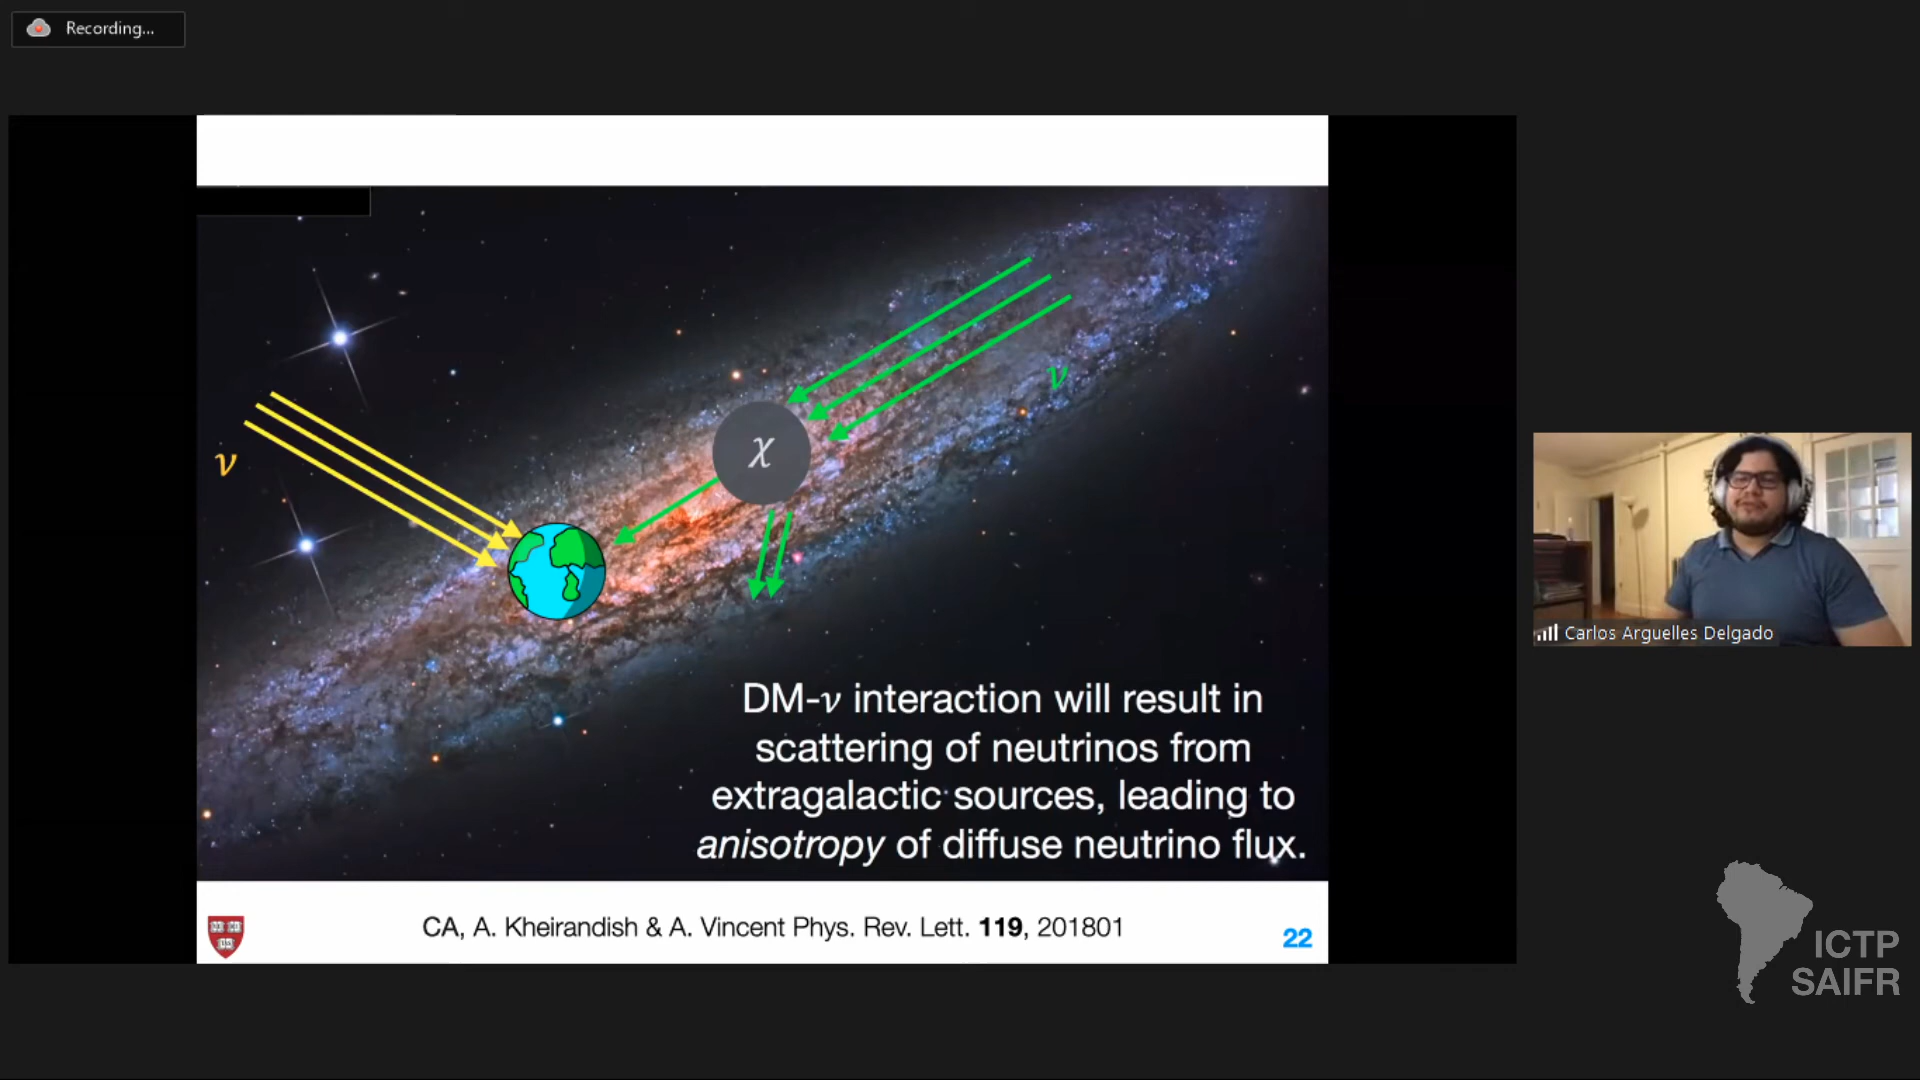 Recording...
ν
ν
χ
DM-ν interaction will result in
scattering of neutrinos from
extragalactic sources, leading to
anisotropy of diffuse neutrino flux.
CA, A. Kheirandish & A. Vincent Phys. Rev. Lett. 119, 201801
22
Carlos Arguelles Delgado
ICTP
SAIFR